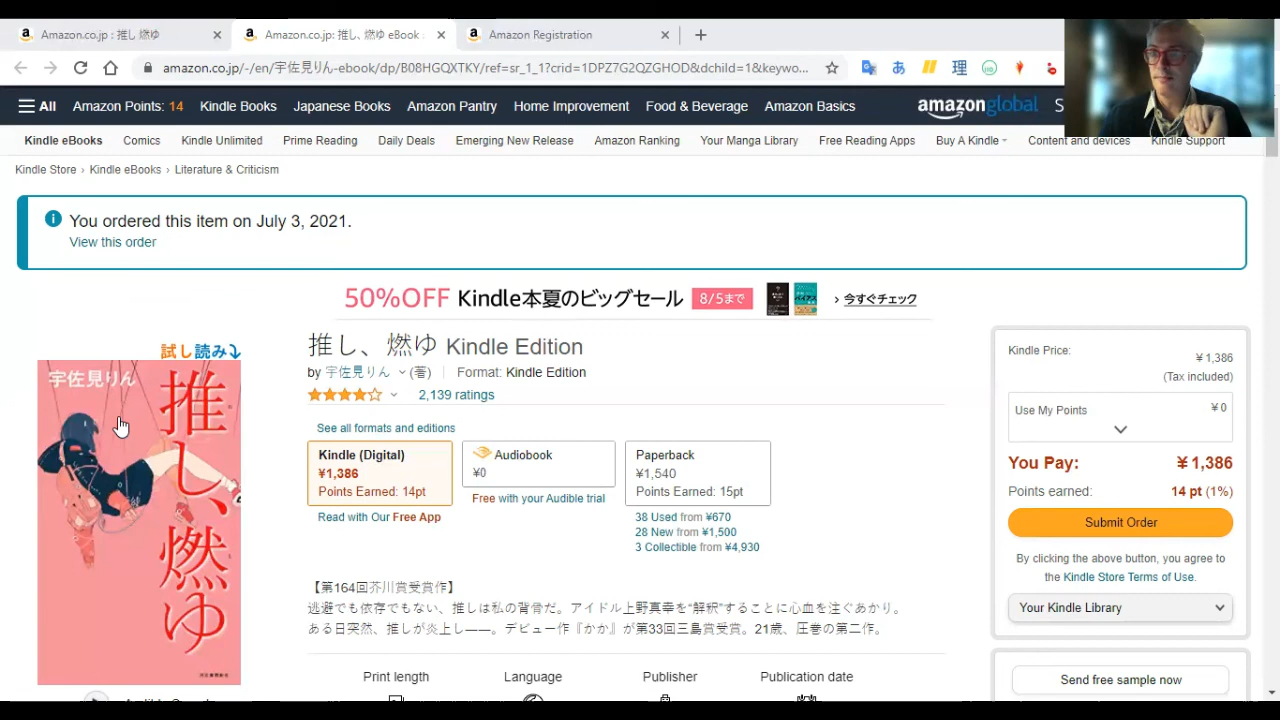 Amazon.co.jp : 推し 燃ゆ
Amazon.co.jp: 推し、燃ゆ eBook :
Amazon Registration
amazon.co.jp/-/en/宇佐見りん-ebook/dp/B08HGQXTKY/ref=sr_1_1?crid=1DPZ7G2QZGHOD&dchild=1&keywo...
All
Amazon Points: 14
Kindle Books
Japanese Books
Amazon Pantry
Home Improvement
Food & Beverage
Amazon Basics
amazonglobal
Kindle eBooks
Comics
Kindle Unlimited
Prime Reading
Daily Deals
Emerging New Release
Amazon Ranking
Your Manga Library
Free Reading Apps
Buy A Kindle
Content and devices
Kindle Support
Kindle Store › Kindle eBooks › Literature & Criticism
You ordered this item on July 3, 2021.
View this order
50%OFF Kindle本夏のビッグセール 8/5まで › 今すぐチェック
試し読み
宇佐見りん
推し、燃ゆ
河出書房新社
推し、燃ゆ Kindle Edition
by 宇佐見りん (著) Format: Kindle Edition
2,139 ratings
See all formats and editions
Kindle (Digital)
¥1,386
Points Earned: 14pt
Read with Our Free App
Audiobook
¥0
Free with your Audible trial
Paperback
¥1,540
Points Earned: 15pt
38 Used from ¥670
28 New from ¥1,500
3 Collectible from ¥4,930
【第164回芥川賞受賞作】
逃避でも依存でもない、推しは私の背骨だ。アイドル上野真幸を“解釈”することに心血を注ぐあかり。
ある日突然、推しが炎上し——。デビュー作『かか』が第33回三島賞受賞。21歳、圧巻の第二作。
Print length
Language
Publisher
Publication date
Kindle Price: ¥1,386
(Tax included)
Use My Points ¥0
You Pay: ¥1,386
Points earned: 14 pt (1%)
Submit Order
By clicking the above button, you agree to
the Kindle Store Terms of Use.
Your Kindle Library
Send free sample now